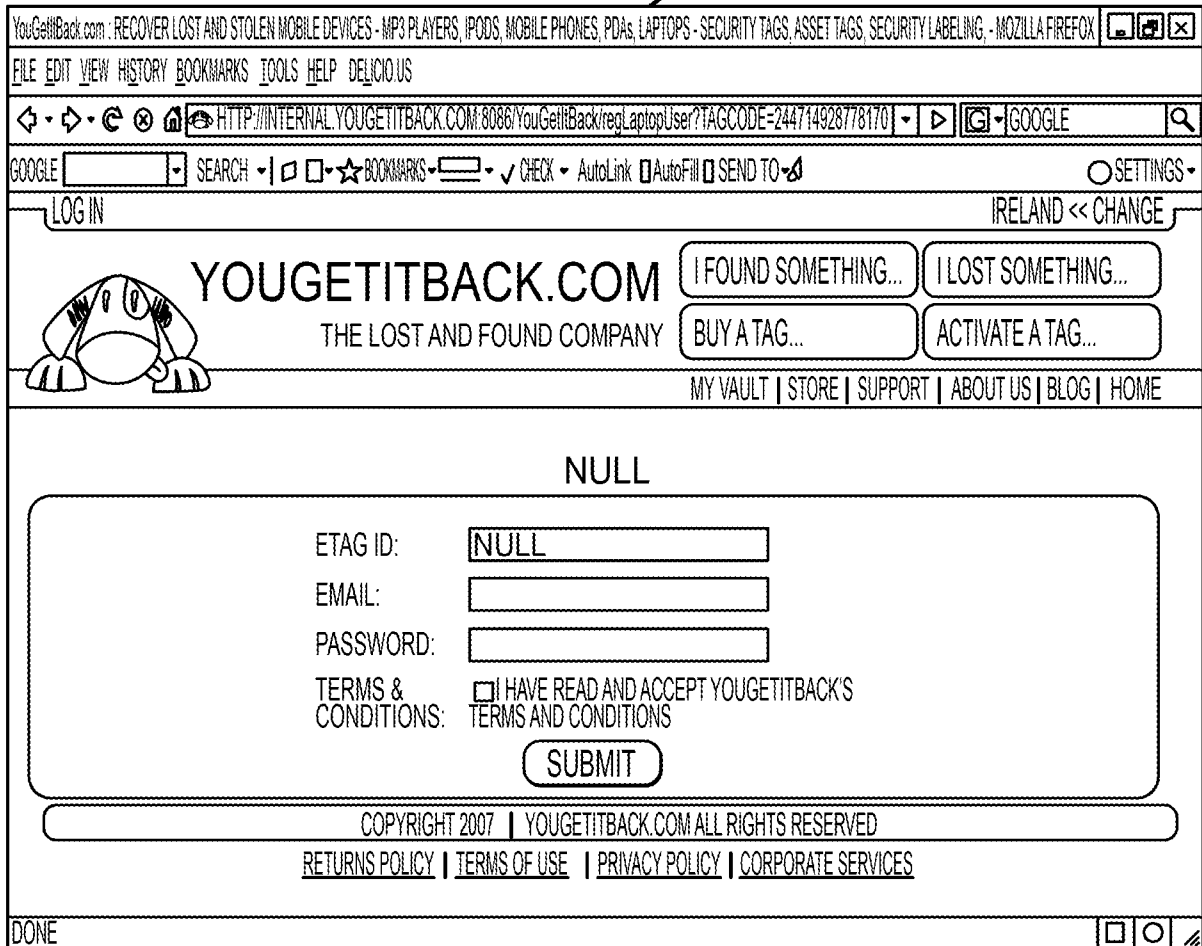 YouGetItBack.com : RECOVER LOST AND STOLEN MOBILE DEVICES - MP3 PLAYERS, IPODS, MOBILE PHONES, PDAs, LAPTOPS - SECURITY TAGS, ASSET TAGS, SECURITY LABELING, - MOZILLA FIREFOX
FILE EDIT VIEW HISTORY BOOKMARKS TOOLS HELP DELICIO.US
HTTP://INTERNAL.YOUGETITBACK.COM:8086/YouGetItBack/regLaptopUser?TAGCODE=244714928778170 G GOOGLE
GOOGLE SEARCH BOOKMARKS CHECK AutoLink AutoFill SEND TO SETTINGS
LOG IN IRELAND << CHANGE
YOUGETITBACK.COM
THE LOST AND FOUND COMPANY
I FOUND SOMETHING... I LOST SOMETHING...
BUY A TAG... ACTIVATE A TAG...
MY VAULT | STORE | SUPPORT | ABOUT US | BLOG | HOME
NULL
ETAG ID: NULL
EMAIL:
PASSWORD:
TERMS & CONDITIONS: I HAVE READ AND ACCEPT YOUGETITBACK'S
TERMS AND CONDITIONS
SUBMIT
COPYRIGHT 2007 | YOUGETITBACK.COM ALL RIGHTS RESERVED
RETURNS POLICY | TERMS OF USE | PRIVACY POLICY | CORPORATE SERVICES
DONE